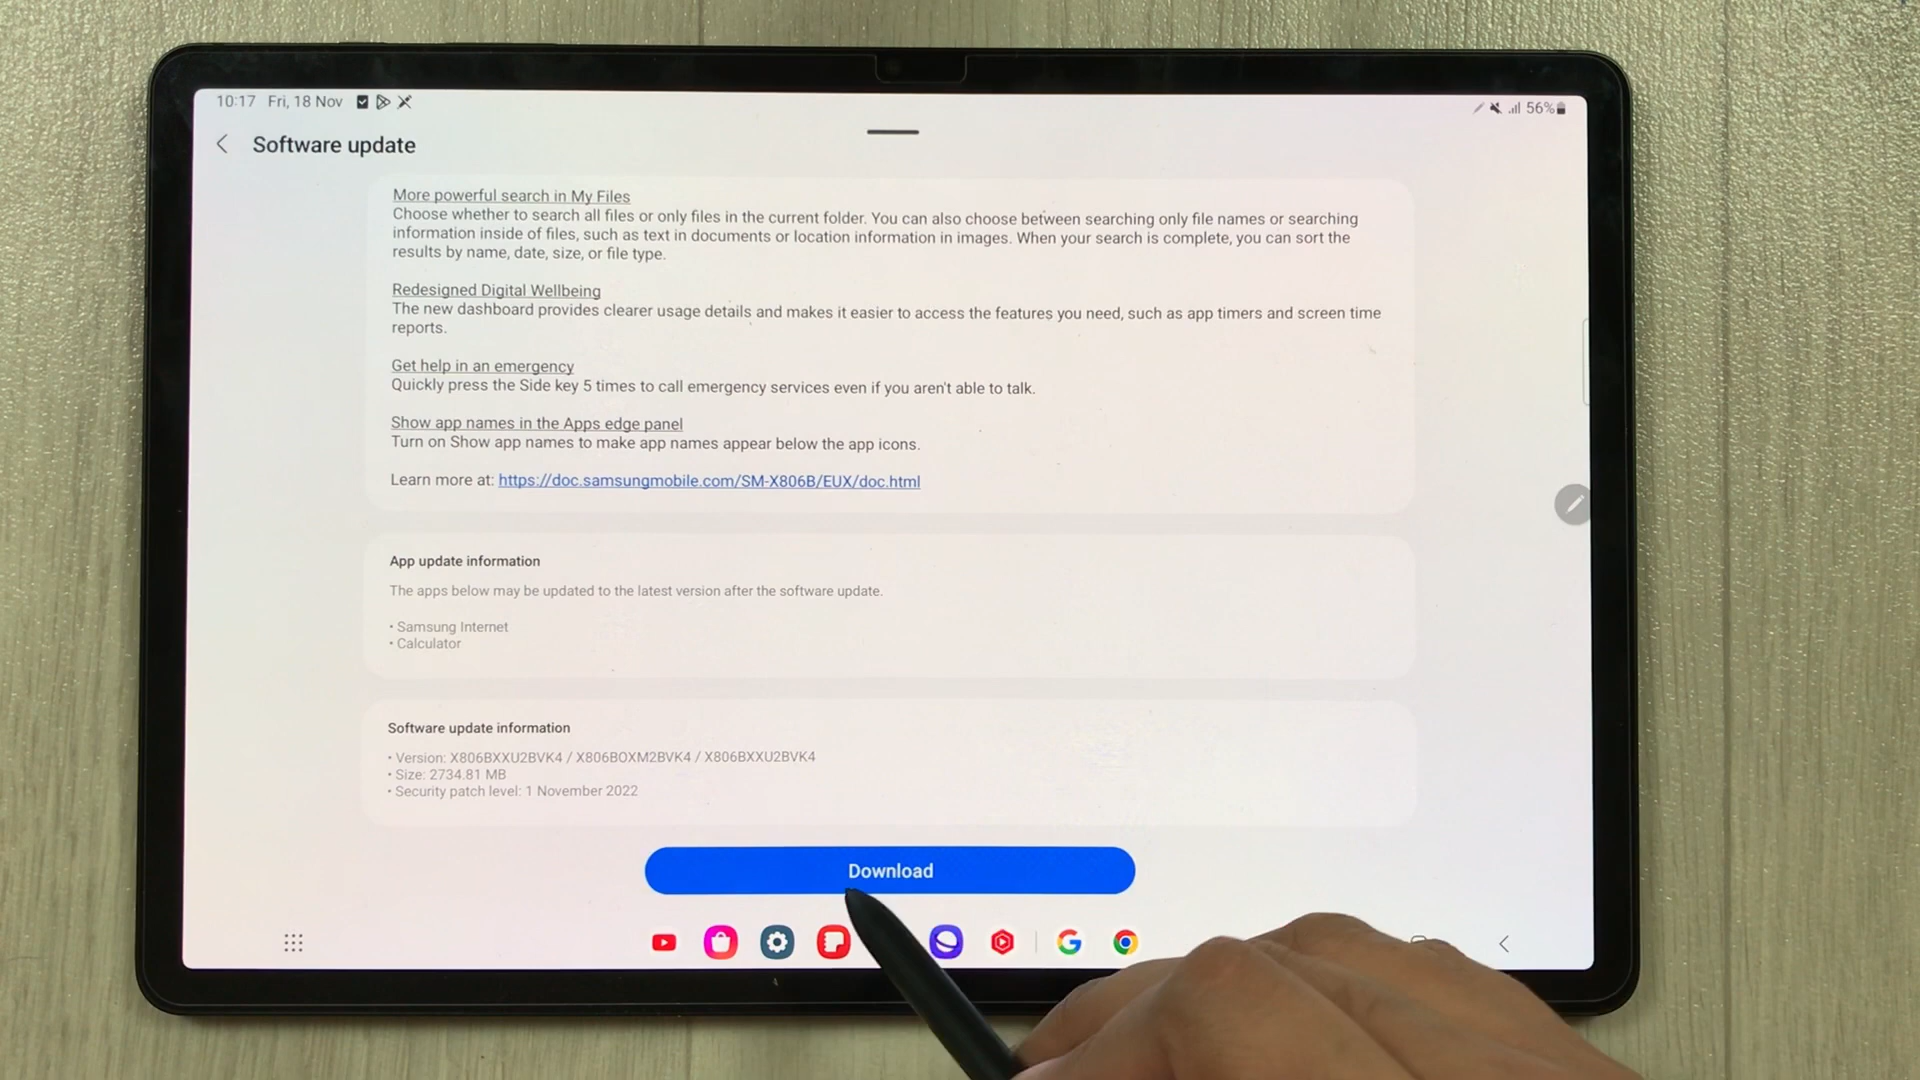 10:17 Fri, 18 Nov
56%
Software update
More powerful search in My Files
Choose whether to search all files or only files in the current folder. You can also choose between searching only file names or searching
information inside of files, such as text in documents or location information in images. When your search is complete, you can sort the
results by name, date, size, or file type.
Redesigned Digital Wellbeing
The new dashboard provides clearer usage details and makes it easier to access the features you need, such as app timers and screen time
reports.
Get help in an emergency
Quickly press the Side key 5 times to call emergency services even if you aren't able to talk.
Show app names in the Apps edge panel
Turn on Show app names to make app names appear below the app icons.
Learn more at: https://doc.samsungmobile.com/SM-X806B/EUX/doc.html
App update information
The apps below may be updated to the latest version after the software update.
• Samsung Internet
• Calculator
Software update information
• Version: X806BXXU2BVK4 / X806BOXM2BVK4 / X806BXXU2BVK4
• Size: 2734.81 MB
• Security patch level: 1 November 2022
Download